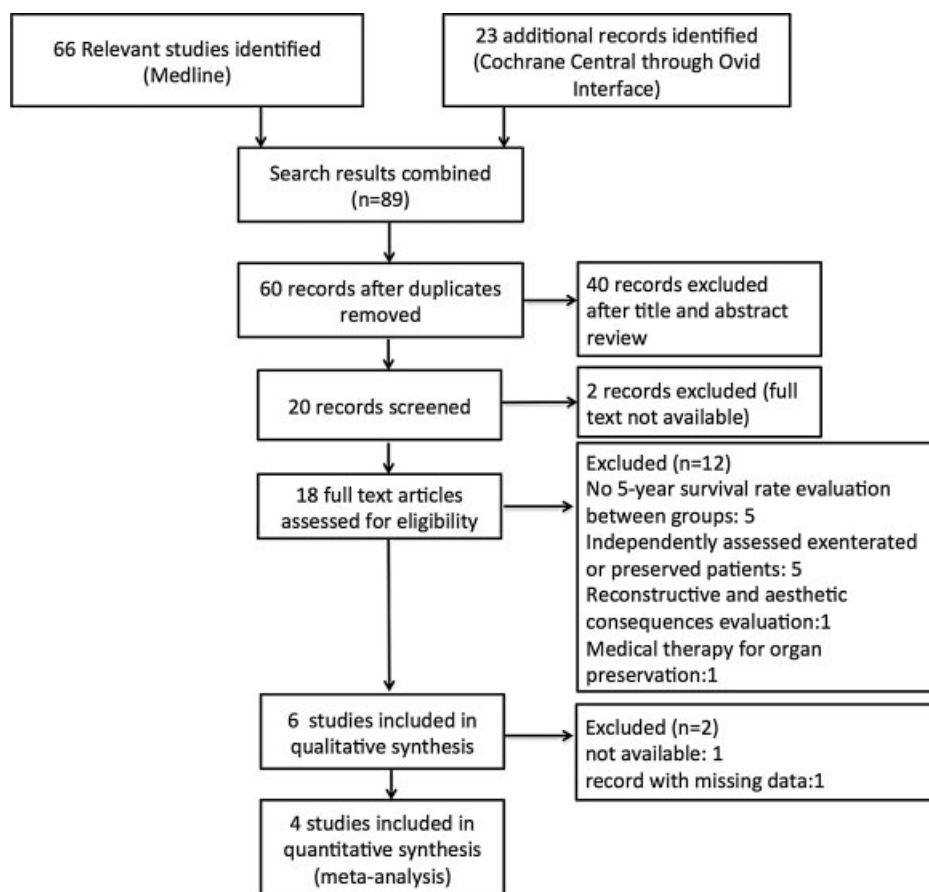 66 Relevant studies identified
(Medline)
23 additional records identified
(Cochrane Central through Ovid
Interface)
Search results combined
(n=89)
60 records after duplicates
removed
40 records excluded
after title and abstract
review
20 records screened
2 records excluded (full
text not available)
18 full text articles
assessed for eligibility
Excluded (n=12)
No 5-year survival rate evaluation
between groups: 5
Independently assessed exenterated
or preserved patients: 5
Reconstructive and aesthetic
consequences evaluation:1
Medical therapy for organ
preservation:1
6 studies included in
qualitative synthesis
Excluded (n=2)
not available: 1
record with missing data:1
4 studies included in
quantitative synthesis
(meta-analysis)